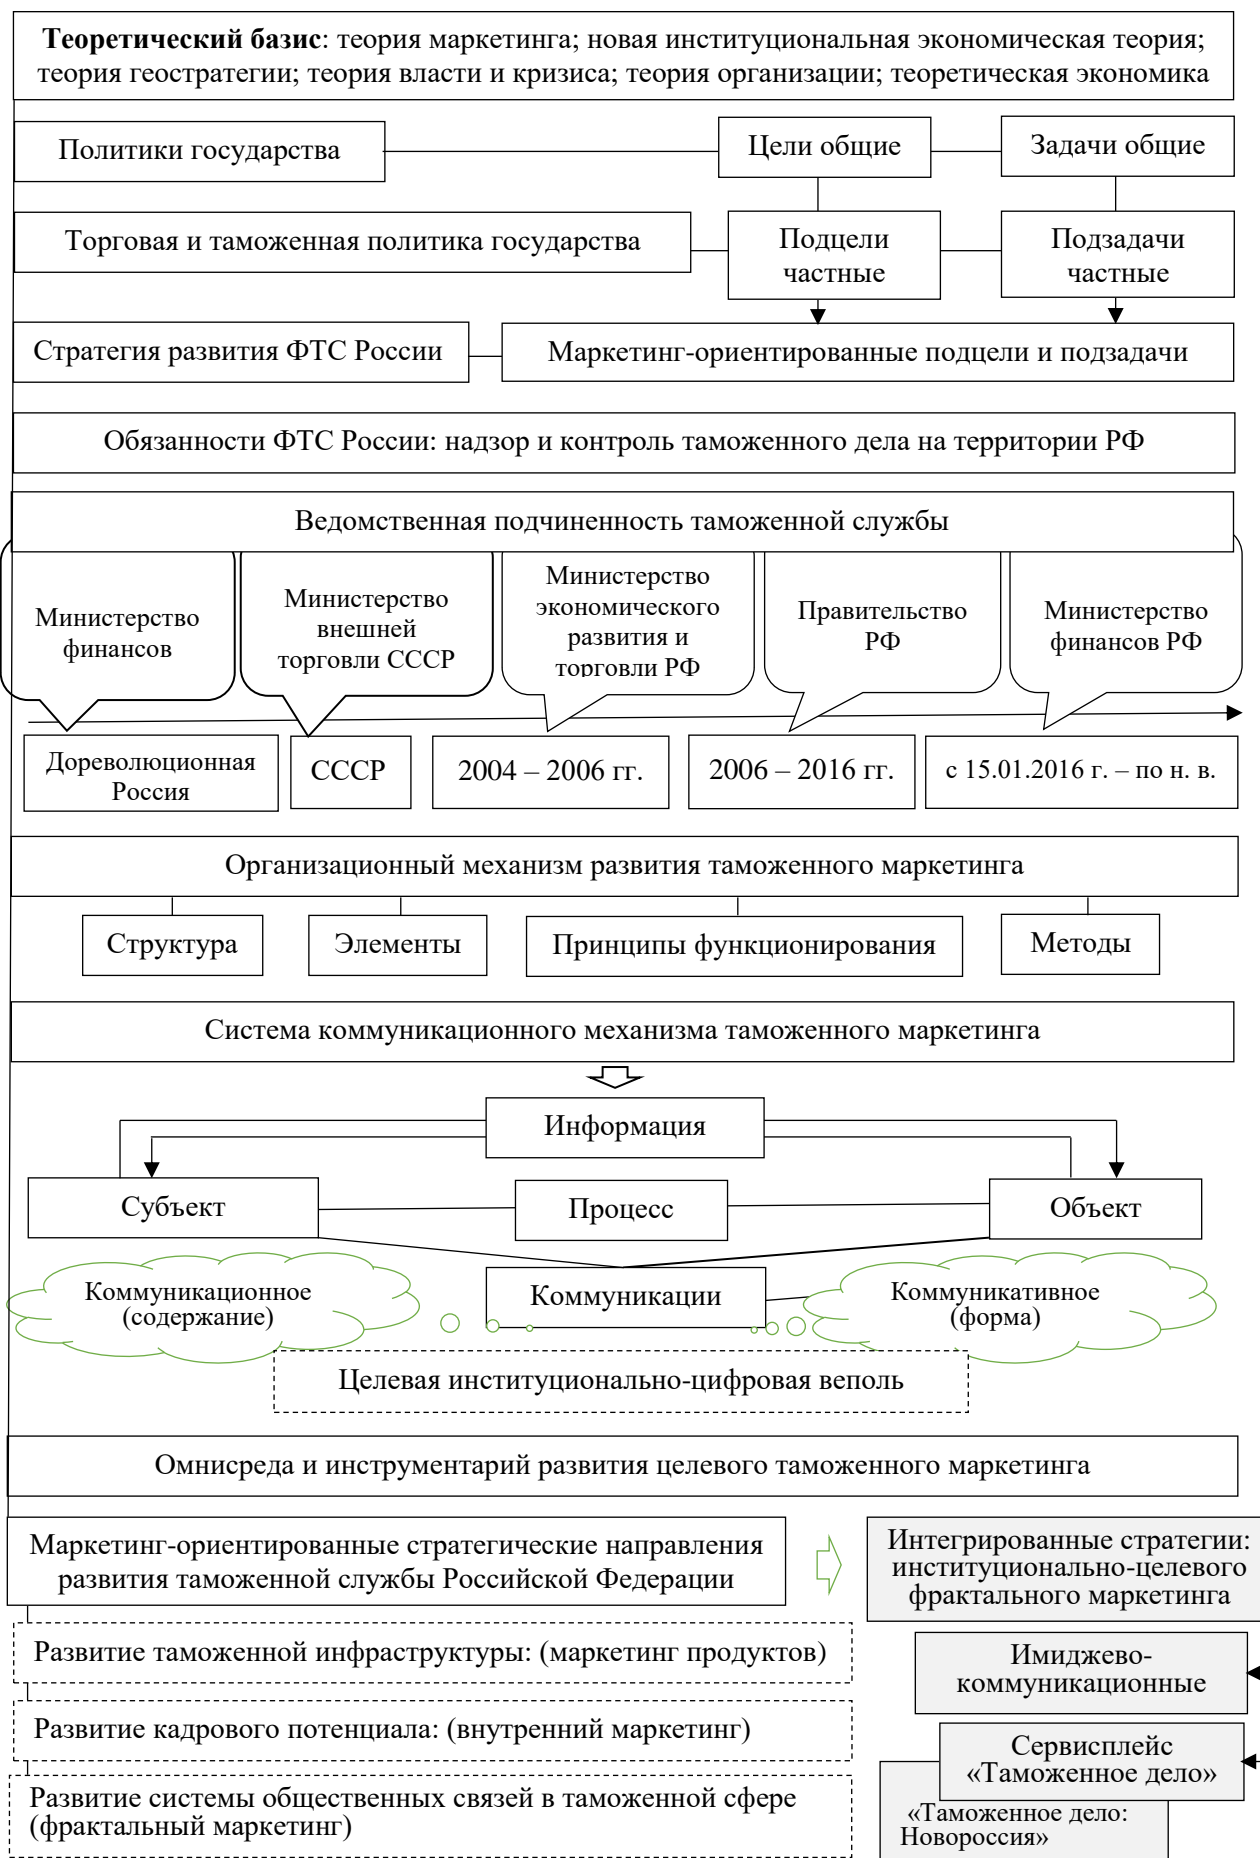 Теоретический базис: теория маркетинга; новая институциональная экономическая теория;
теория геостратегии; теория власти и кризиса; теория организации; теоретическая экономика
Политики государства
Цели общие
Задачи общие
Торговая и таможенная политика государства
Подцели
частные
Подзадачи
частные
Стратегия развития ФТС России
Маркетинг-ориентированные подцели и подзадачи
Обязанности ФТС России: надзор и контроль таможенного дела на территории РФ
Ведомственная подчиненность таможенной службы
Министерство
финансов
Министерство
внешней
торговли СССР
Министерство
экономического
развития и
торговли РФ
Правительство
РФ
Министерство
финансов РФ
Дореволюционная
Россия
СССР
2004 – 2006 гг.
2006 – 2016 гг.
с 15.01.2016 г. – по н. в.
Организационный механизм развития таможенного маркетинга
Структура
Элементы
Принципы функционирования
Методы
Система коммуникационного механизма таможенного маркетинга
Информация
Субъект
Процесс
Объект
Коммуникационное
(содержание)
Коммуникации
Коммуникативное
(форма)
Целевая институционально-цифровая веполь
Омнисреда и инструментарий развития целевого таможенного маркетинга
Маркетинг-ориентированные стратегические направления
развития таможенной службы Российской Федерации
Интегрированные стратегии:
институционально-целевого
фрактального маркетинга
Развитие таможенной инфраструктуры: (маркетинг продуктов)
Имиджево-
коммуникационные
Развитие кадрового потенциала: (внутренний маркетинг)
Сервисплейс
«Таможенное дело»
Развитие системы общественных связей в таможенной сфере
(фрактальный маркетинг)
«Таможенное дело:
Новороссия»